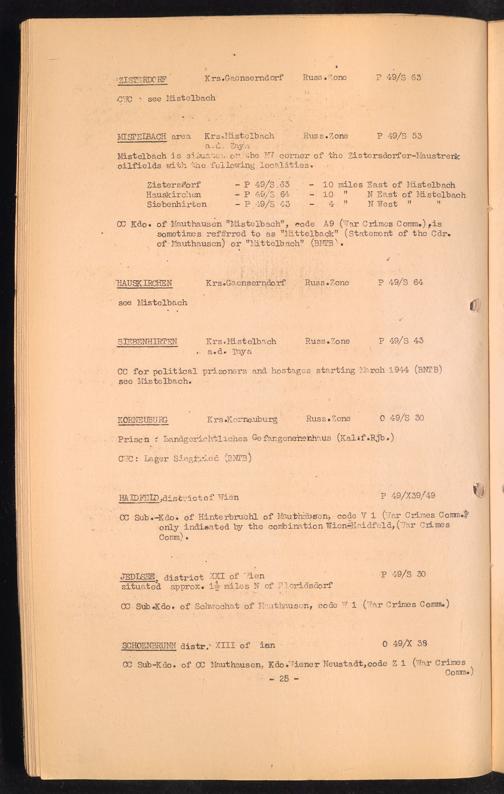 ZISTERDORF Krs.Gaenserndorf Russ.Zone P 49/S 63
CWC : see Mistelbach
MISTELBACH area Krs.Mistelbach Russ.Zone P 49/S 53
a.d. Taya
Mistelbach is situated on the NW corner of the Zistersdorfer-Maustrenk
oilfields with the following localities.
Zistersdorf - P 49/S.63 - 10 miles East of Mistelbach
Hauskirchen - P 49/S 64 - 10 " N East of Mistelbach
Siebenhirten - P 49/S 43 - 4 " N West " "
CC Kdo. of Mauthausen "Mistelbach", code A9 (War Crimes Comm.),is
sometimes referred to as "Mittelback" (Statement of the Cdr.
of Mauthausen) or "Mittelbach" (BNTB).
HAUSKIRCHEN Krs.Gaenserndorf Russ.Zone P 49/S 64
see Mistelbach
SIEBENHIRTEN Krs.Mistelbach Russ.Zone P 49/S 43
a.d. Taya
CC for political prisoners and hostages starting March 1944 (BNTB)
see Mistelbach.
KORNEUBURG Krs.Korneuburg Russ.Zone O 49/S 30
Prison : Landgerichtliches Gefangenenhaus (Kal.f.Rjb.)
CWC: Lager Siegfried (BNTB)
HAIDFELD,district of Wien P 49/X39/49
CC Sub.-Kdo. of Hinterbruehl of Mauthausen, code V 1 (War Crimes Comm.)
only indicated by the combination Wien-Haidfeld,(War Crimes
Comm).
JEDLSEE, district XXI of Wien P 49/S 30
situated approx. 1½ miles N of Floridsdorf
CC Sub.Kdo. of Schwechat of Mauthausen, code W 1 (War Crimes Comm.)
SCHOENBRUNN distr. XIII of Wien O 49/X 38
CC Sub-Kdo. of CC Mauthausen, Kdo.Wiener Neustadt,code Z 1 (War Crimes
Comm.)
- 25 -